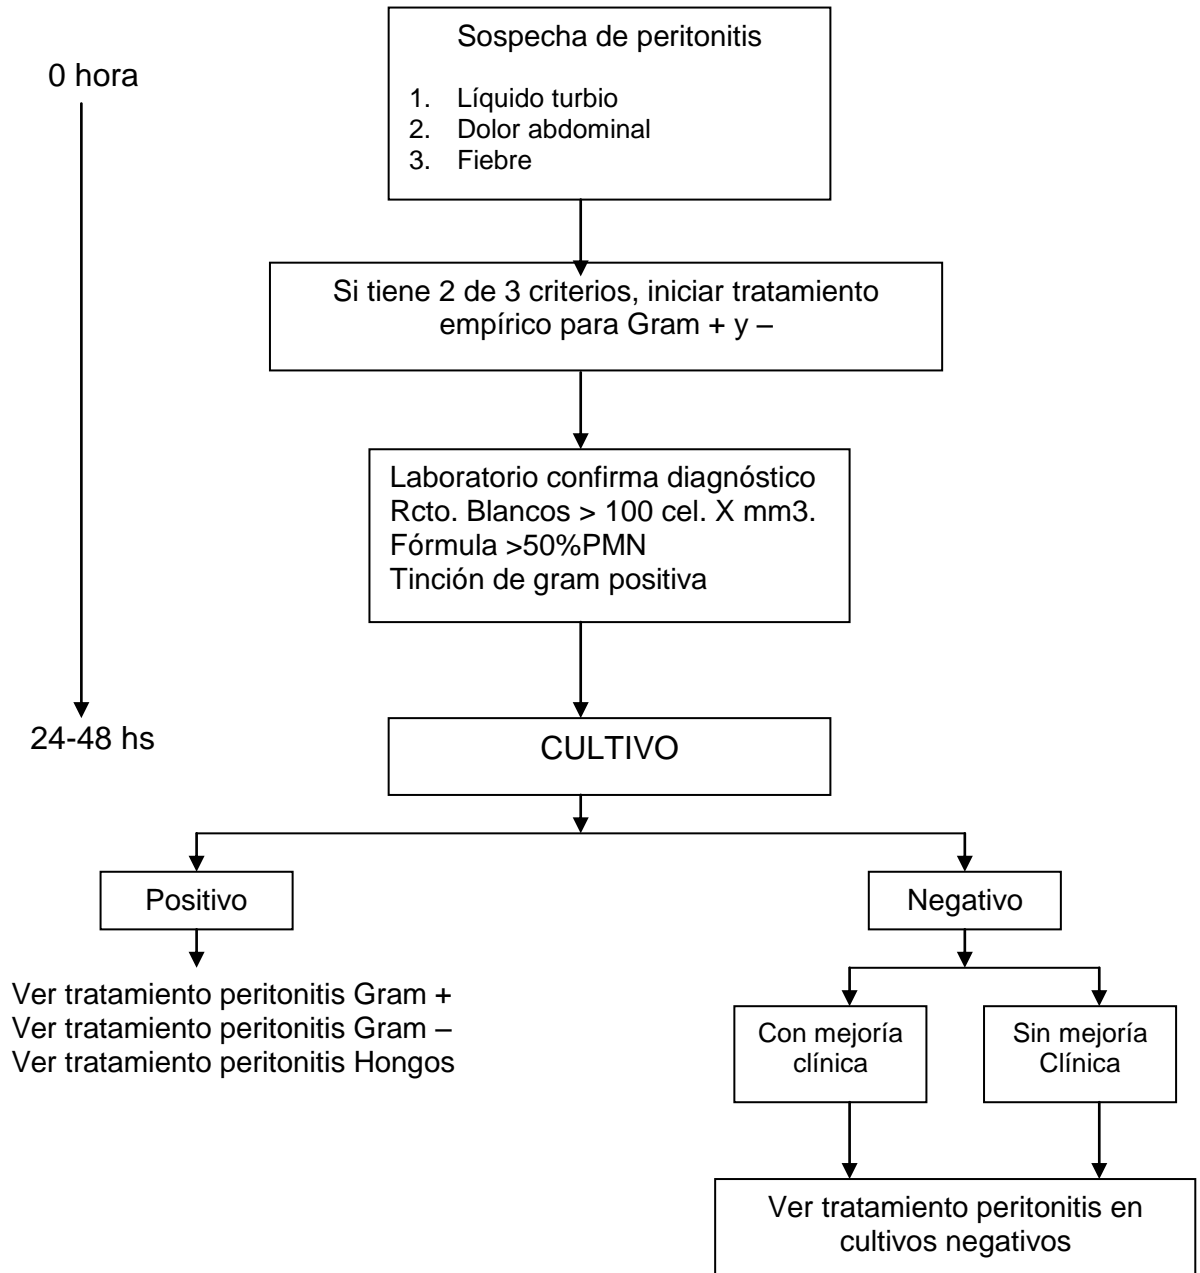 Sospecha de peritonitis
0 hora
1. Líquido turbio
2. Dolor abdominal
3. Fiebre
Si tiene 2 de 3 criterios, iniciar tratamiento
empírico para Gram + y –
Laboratorio confirma diagnóstico
Rcto. Blancos > 100 cel. X mm3.
Fórmula >50%PMN
Tinción de gram positiva
24-48 hs
CULTIVO
Positivo
Negativo
Ver tratamiento peritonitis Gram +
Ver tratamiento peritonitis Gram –
Ver tratamiento peritonitis Hongos
Con mejoría
clínica
Sin mejoría
Clínica
Ver tratamiento peritonitis en
cultivos negativos